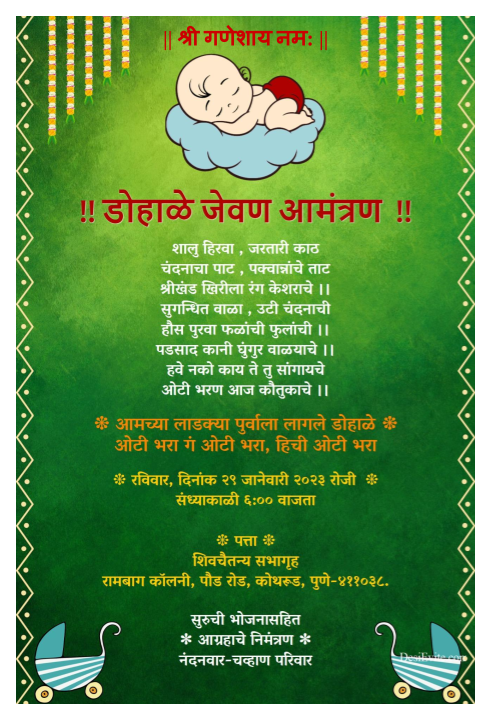 || श्री गणेशाय नमः ||
!! डोहाळे जेवण आमंत्रण !!
शालु हिरवा , जरतारी काठ
चंदनाचा पाट , पक्वान्नांचे ताट
श्रीखंड खिरीला रंग केशराचे ।।
सुगन्धित वाळा , उटी चंदनाची
हौस पुरवा फळांची फुलांची ।।
पडसाद कानी घुंगुर वाळयाचे ।।
हवे नको काय ते तु सांगायचे
ओटी भरण आज कौतुकाचे ।।
❇ आमच्या लाडक्या पुर्वाला लागले डोहाळे ❇
ओटी भरा गं ओटी भरा, हिची ओटी भरा
❇ रविवार, दिनांक २९ जानेवारी २०२३ रोजी ❇
संध्याकाळी ६:०० वाजता
❇ पत्ता ❇
शिवचैतन्य सभागृह
रामबाग कॉलनी, पौड रोड, कोथरूड, पुणे-४११०३८.
सुरुची भोजनासहित
✻ आग्रहाचे निमंत्रण ✻
नंदनवार-चव्हाण परिवार
DesiEvite.com